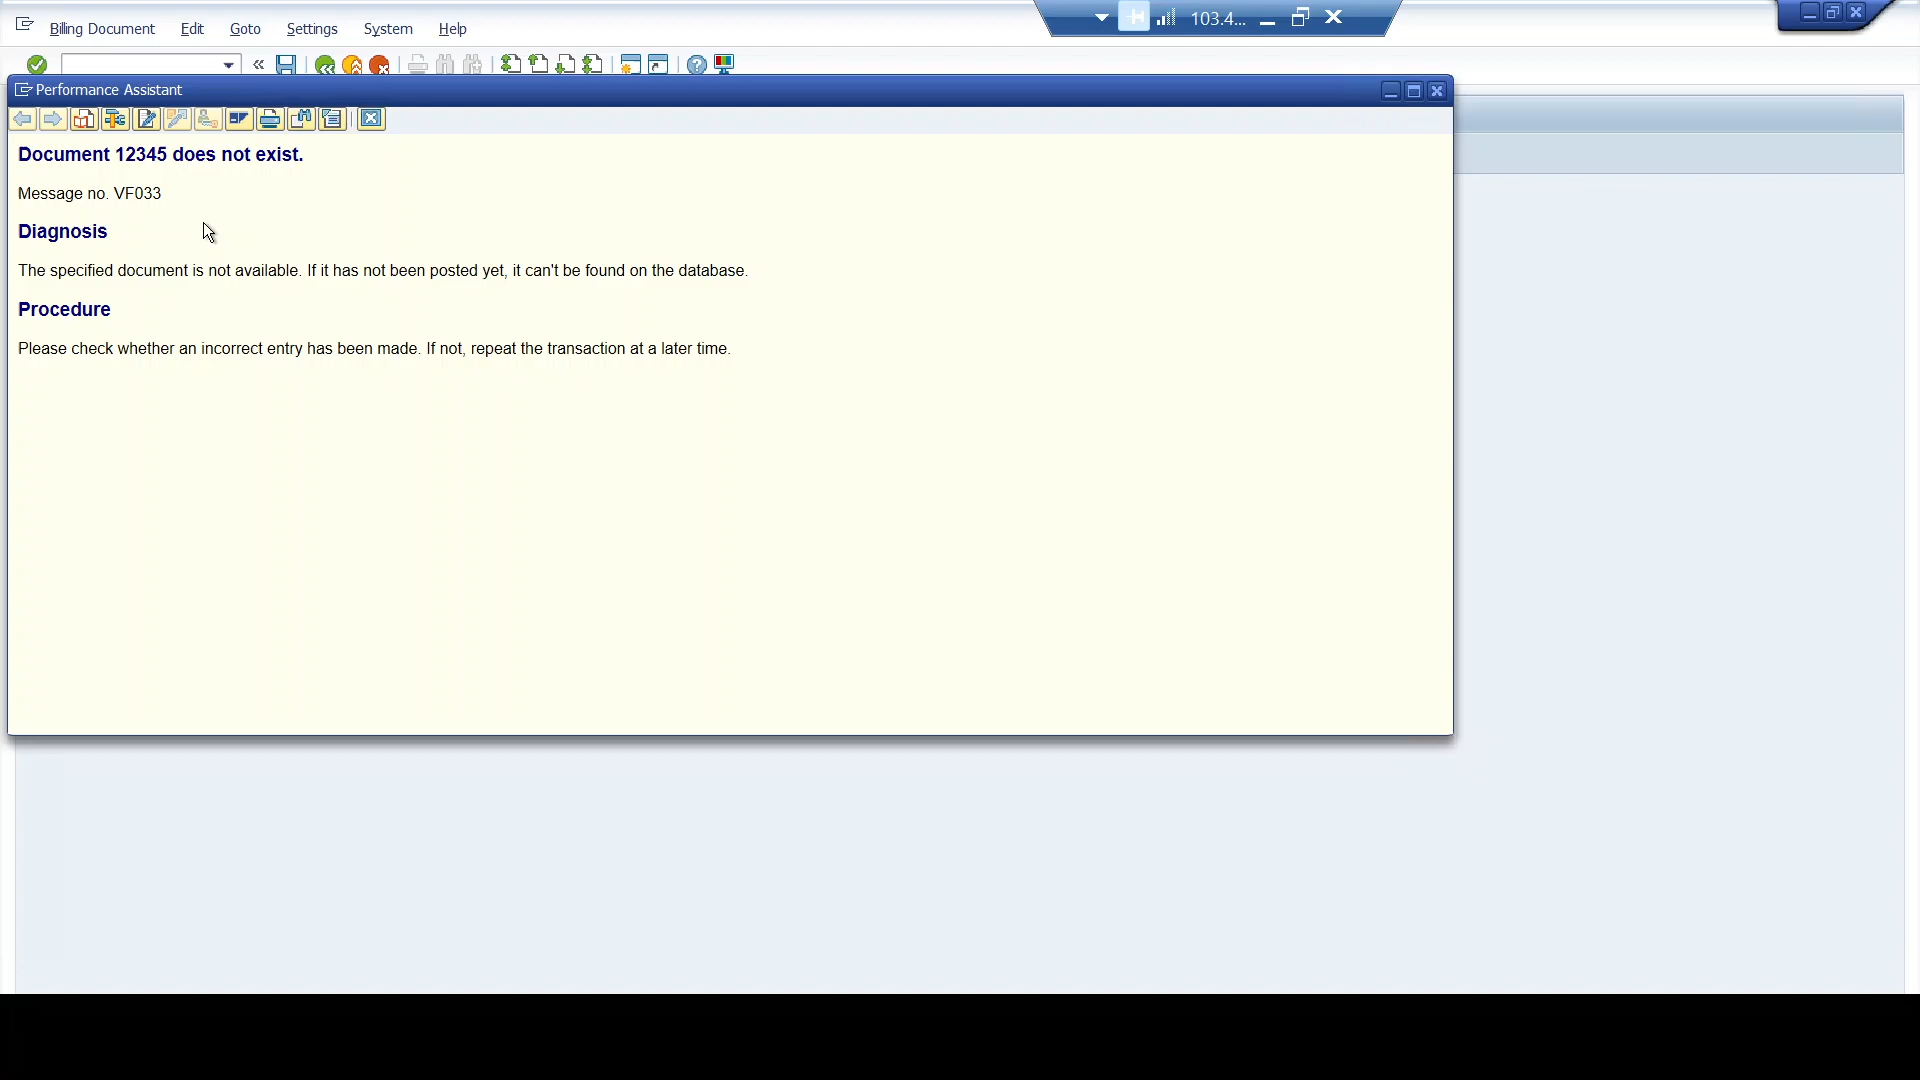 Billing Document Edit Goto Settings System Help
103.4...
«
Performance Assistant
Document 12345 does not exist.
Message no. VF033
Diagnosis
The specified document is not available. If it has not been posted yet, it can't be found on the database.
Procedure
Please check whether an incorrect entry has been made. If not, repeat the transaction at a later time.